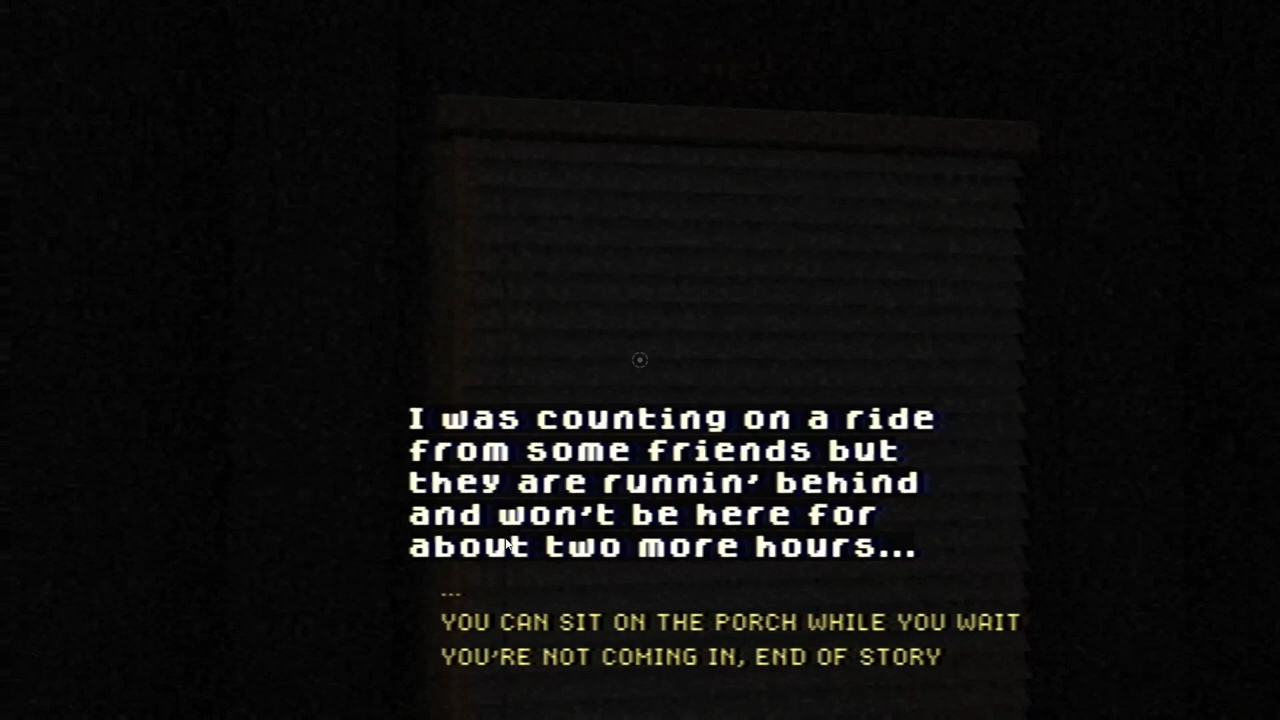 I was counting on a ride
from some friends but
they are runnin' behind
and won't be here for
about two more hours...
...
YOU CAN SIT ON THE PORCH WHILE YOU WAIT
YOU'RE NOT COMING IN, END OF STORY